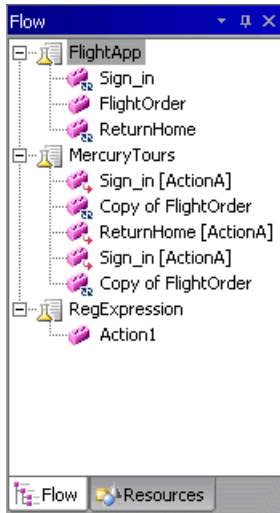 Flow
FlightApp
Sign_in
FlightOrder
ReturnHome
MercuryTours
Sign_in [ActionA]
Copy of FlightOrder
ReturnHome [ActionA]
Sign_in [ActionA]
Copy of FlightOrder
RegExpression
Action1
Flow Resources